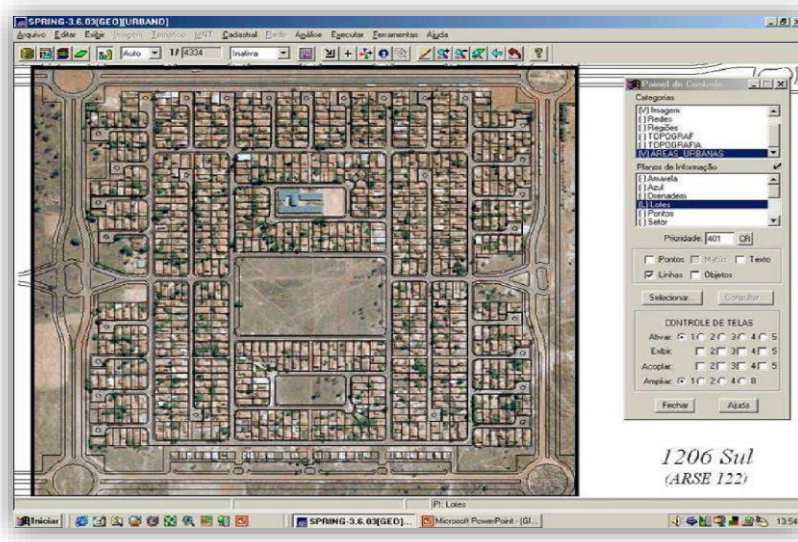 SPRING-3.6.03[GEO][URBANO]
Arquivo Editar Exibir Imagem Temático MNT Cadastral Rede Análise Executar Ferramentas Ajuda
Auto 1/ 4334 Inativa ?
Painel de Controle
Categorias
(V) Imagem
( ) Redes
( ) Regiões
( ) TOPOGRAF
( ) TOPOGRAFIA
(V) AREAS_URBANAS
Planos de Informação
( ) Amarela
( ) Azul
( ) Drenagem
(L) Lotes
( ) Pontos
( ) Setor
Prioridade: 401 CR
Pontos Matriz Texto
Linhas Objetos
Selecionar... Consultar...
CONTROLE DE TELAS
Ativar: 1 2 3 4 5
Exibir: 2 3 4 5
Acoplar: 2 3 4 5
Ampliar: 1 2 4 8
Fechar Ajuda
1206 Sul
(ARSE 122)
PI: Lotes
Iniciar SPRING-3.6.03[GEO]... Microsoft PowerPoint - [GI... 13:54